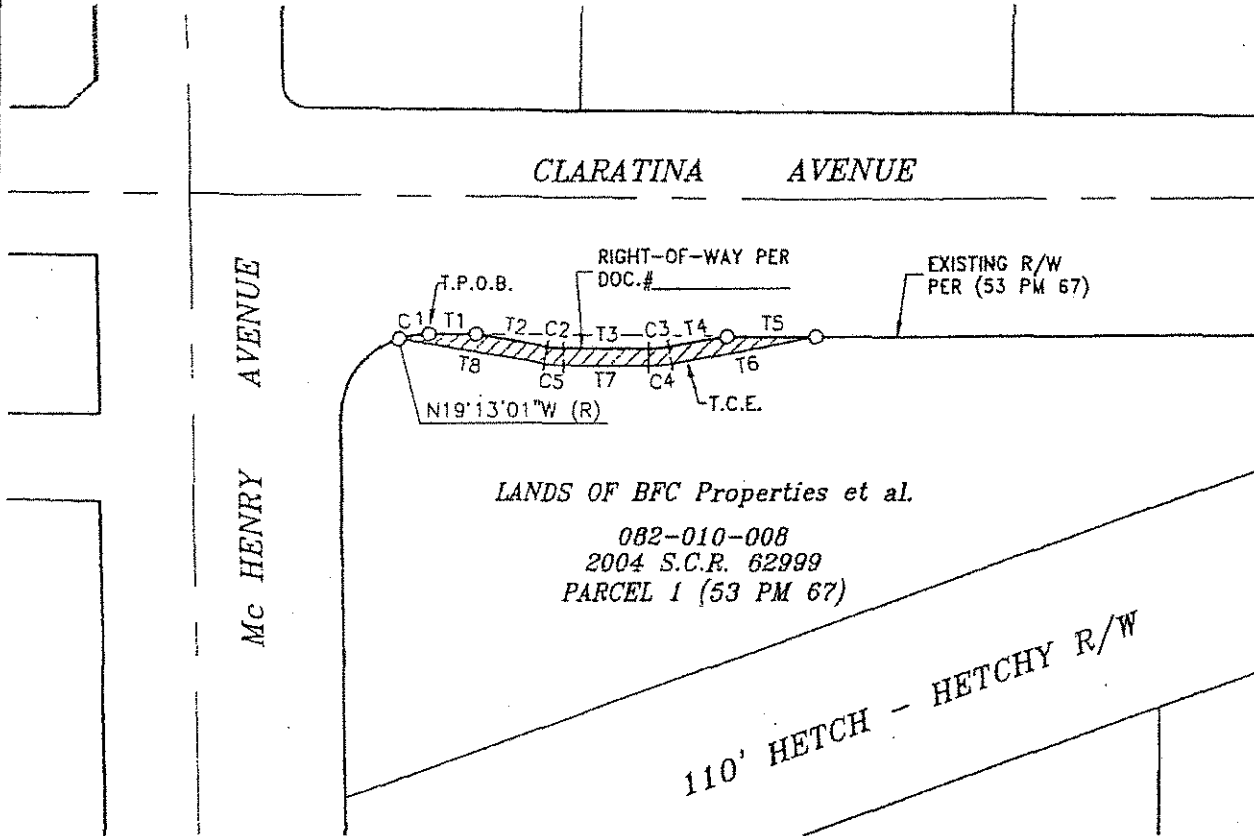 CLARATINA AVENUE
Mc HENRY AVENUE
RIGHT-OF-WAY PER
DOC.#
EXISTING R/W
PER (53 PM 67)
T.P.O.B.
C1 T1 T2 C2 T3 C3 T4 T5
T8 C5 T7 C4 T6
T.C.E.
N19°13'01"W (R)
LANDS OF BFC Properties et al.
082-010-008
2004 S.C.R. 62999
PARCEL 1 (53 PM 67)
110' HETCH - HETCHY R/W